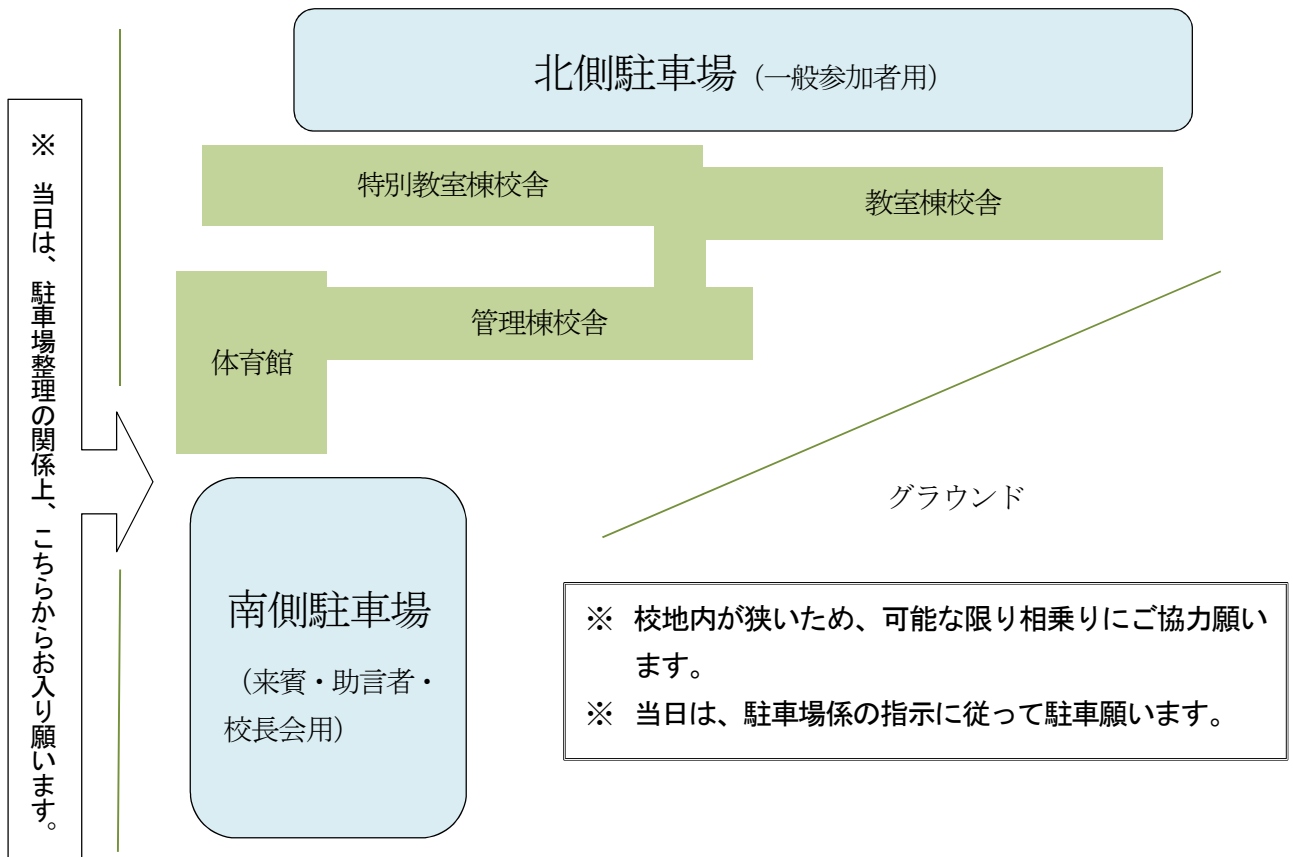 北側駐車場（一般参加者用）
※　当日は、駐車場整理の関係上、こちらからお入り願います。
特別教室棟校舎
教室棟校舎
管理棟校舎
体育館
グラウンド
南側駐車場
（来賓・助言者・
校長会用）
※　校地内が狭いため、可能な限り相乗りにご協力願い
ます。
※　当日は、駐車場係の指示に従って駐車願います。